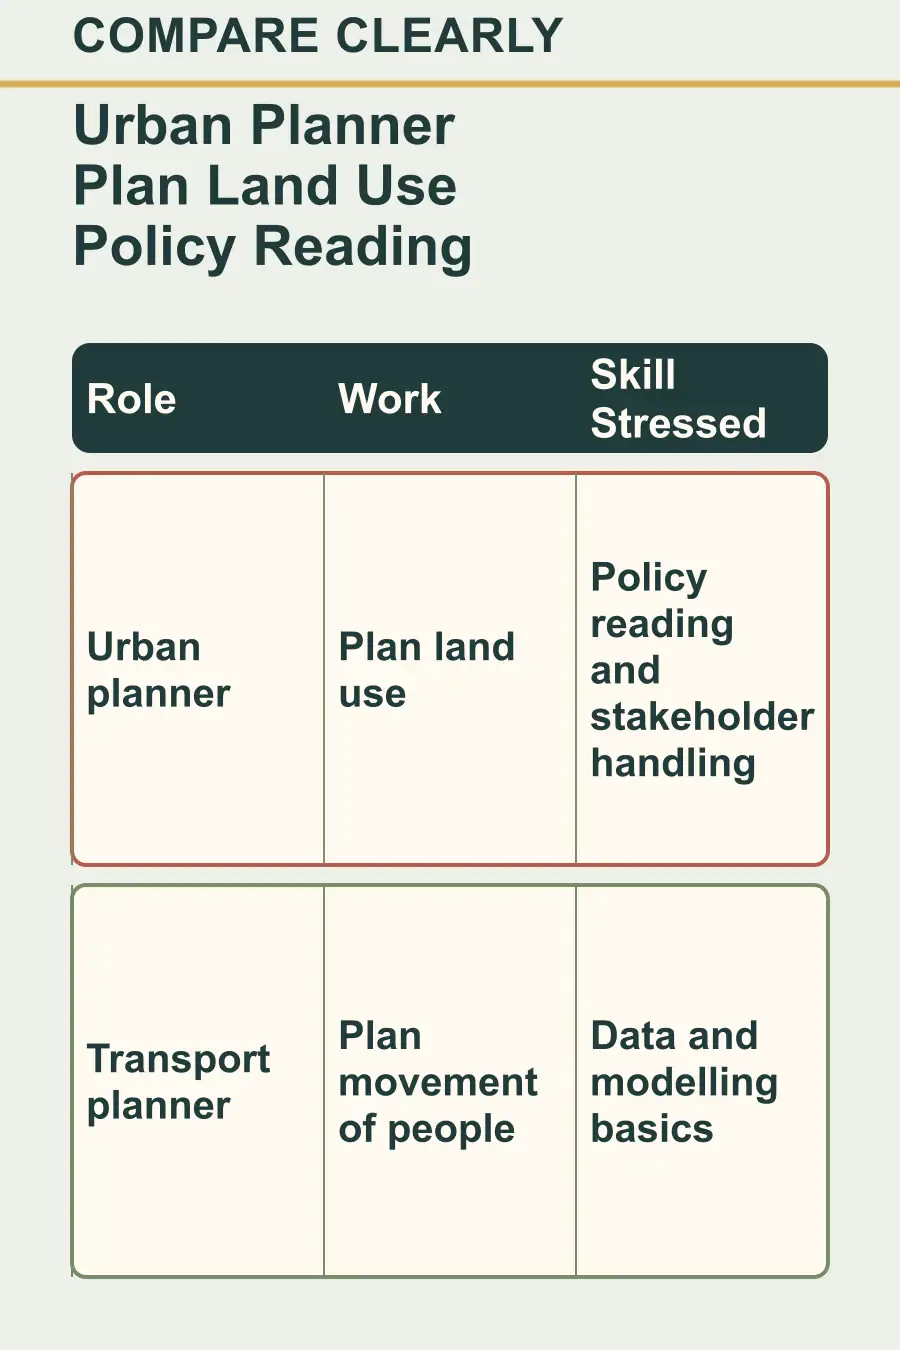 COMPARE CLEARLY
Urban Planner
Plan Land Use
Policy Reading
Role
Work
Skill
Stressed
Urban
planner
Plan land
use
Policy
reading
and
stakeholder
handling
Transport
planner
Plan
movement
of people
Data and
modelling
basics